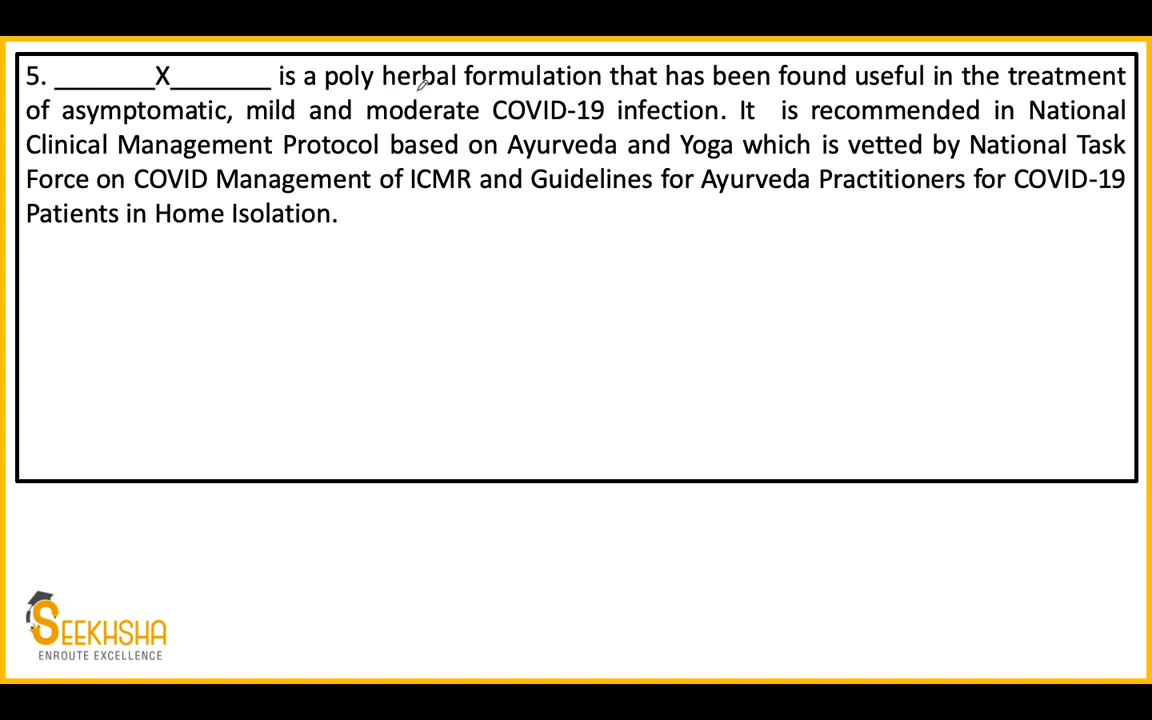 5. _______X_______ is a poly herbal formulation that has been found useful in the treatment
of asymptomatic, mild and moderate COVID-19 infection. It is recommended in National
Clinical Management Protocol based on Ayurveda and Yoga which is vetted by National Task
Force on COVID Management of ICMR and Guidelines for Ayurveda Practitioners for COVID-19
Patients in Home Isolation.
SEEKHSHA
ENROUTE EXCELLENCE